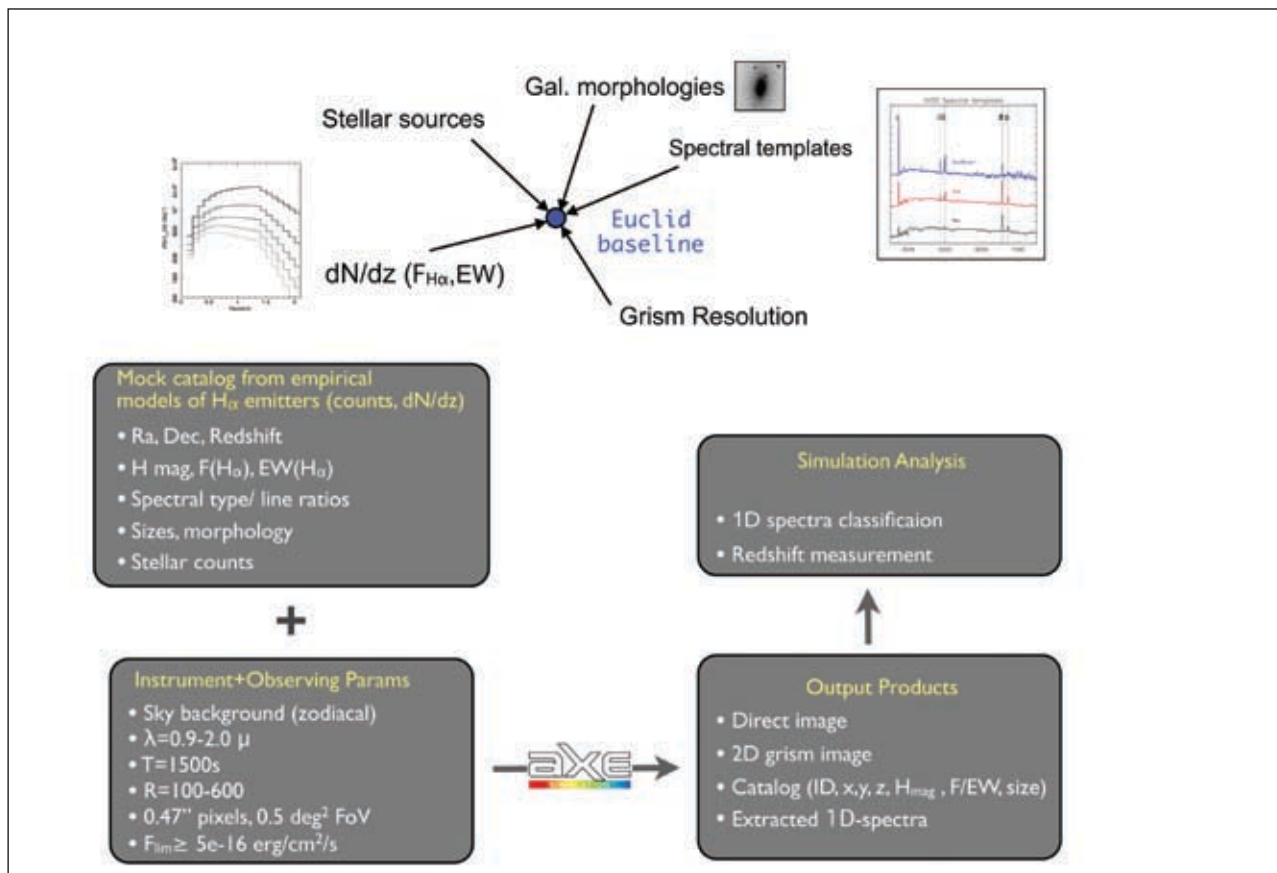 Gal. morphologies
Stellar sources
Spectral templates
Euclid
baseline
dN/dz (FHα,EW)
Grism Resolution
Mock catalog from empirical
models of Hα emitters (counts, dN/dz)
• Ra, Dec, Redshift
• H mag, F(Hα), EW(Hα)
• Spectral type/ line ratios
• Sizes, morphology
• Stellar counts
+
Instrument+Observing Params
• Sky background (zodiacal)
• λ=0.9-2.0 μ
• T=1500s
• R=100-600
• 0.47” pixels, 0.5 deg² FoV
• Flim≥ 5e-16 erg/cm²/s
aXe
Simulation Analysis
• 1D spectra classificaion
• Redshift measurement
Output Products
• Direct image
• 2D grism image
• Catalog (ID, x,y, z, Hmag , F/EW, size)
• Extracted 1D-spectra